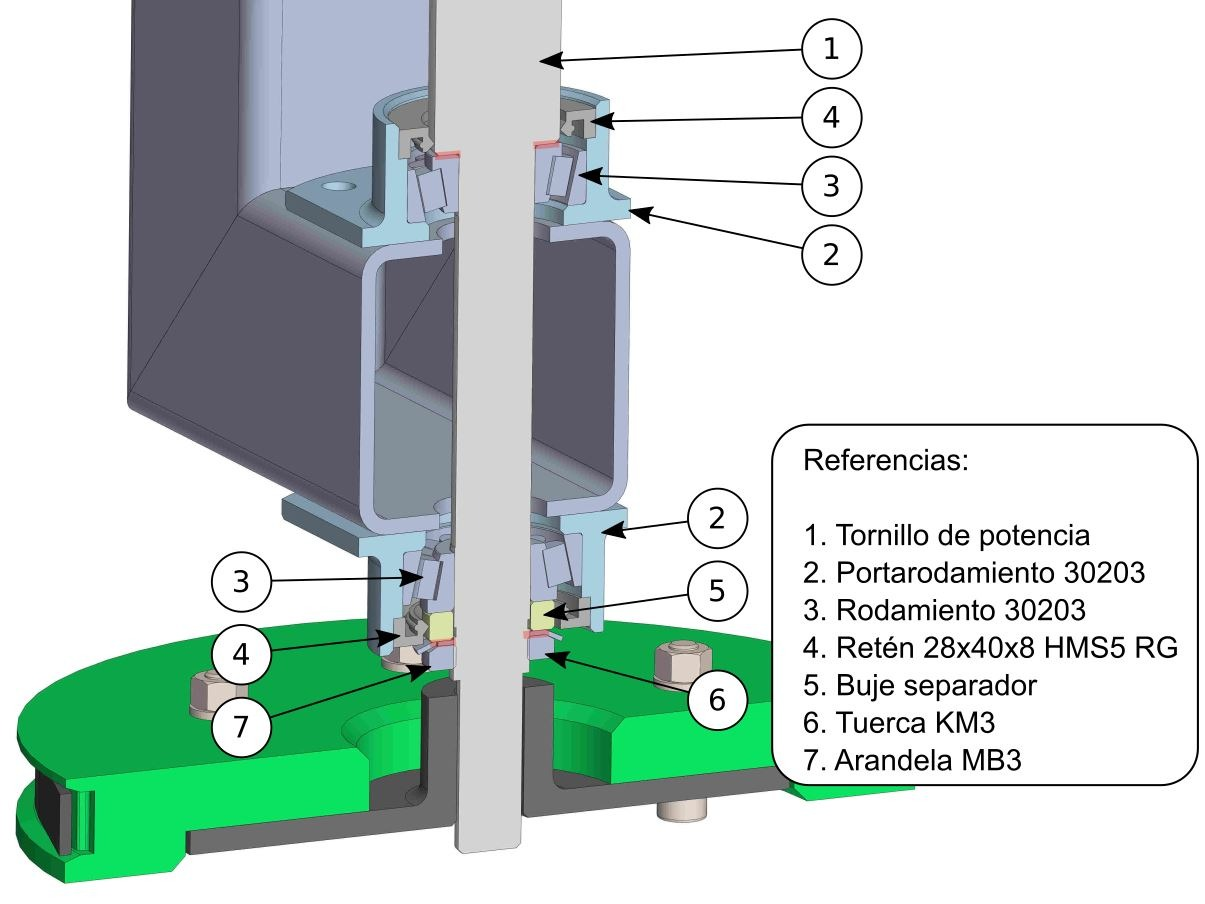 1
4
3
2
2
3
5
4
6
7
Referencias:
1. Tornillo de potencia
2. Portarodamiento 30203
3. Rodamiento 30203
4. Retén 28x40x8 HMS5 RG
5. Buje separador
6. Tuerca KM3
7. Arandela MB3